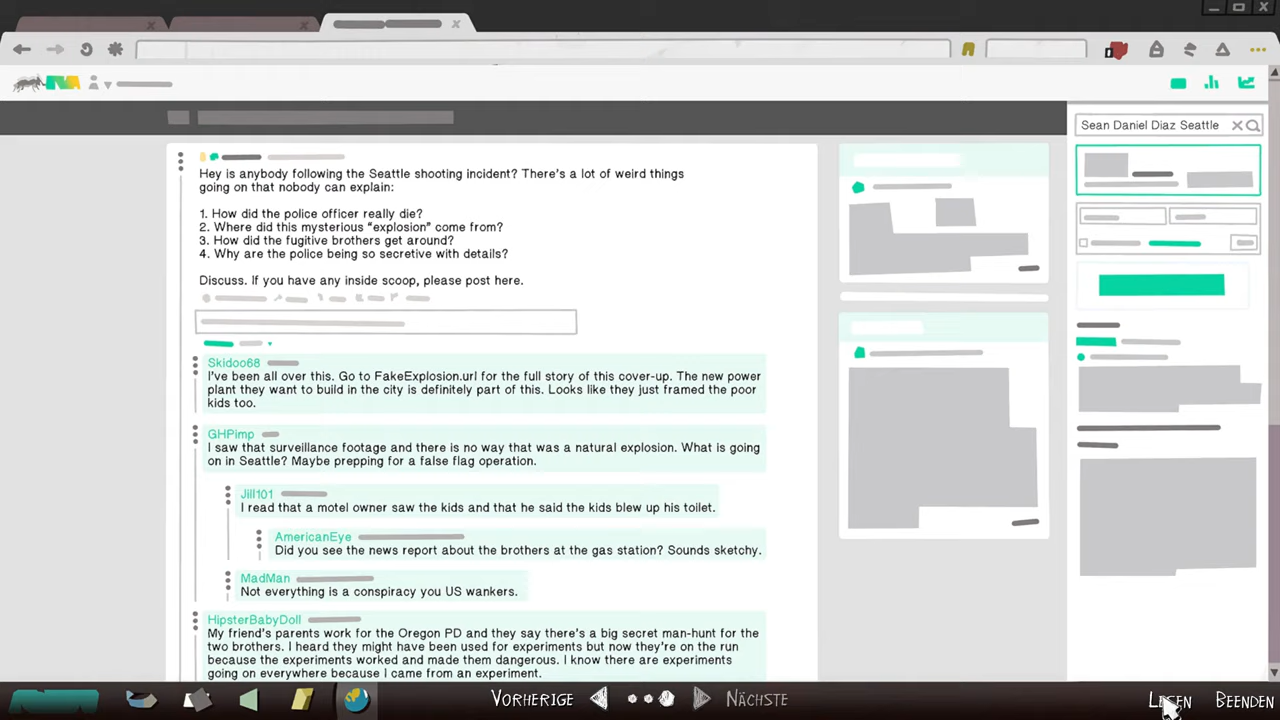 Sean Daniel Diaz Seattle
Hey is anybody following the Seattle shooting incident? There's a lot of weird things
going on that nobody can explain:
1. How did the police officer really die?
2. Where did this mysterious “explosion” come from?
3. How did the fugitive brothers get around?
4. Why are the police being so secretive with details?
Discuss. If you have any inside scoop, please post here.
Skidoo68
I've been all over this. Go to FakeExplosion.url for the full story of this cover-up. The new power
plant they want to build in the city is definitely part of this. Looks like they just framed the poor
kids too.
GHPimp
I saw that surveillance footage and there is no way that was a natural explosion. What is going
on in Seattle? Maybe prepping for a false flag operation.
Jill101
I read that a motel owner saw the kids and that he said the kids blew up his toilet.
AmericanEye
Did you see the news report about the brothers at the gas station? Sounds sketchy.
MadMan
Not everything is a conspiracy you US wankers.
HipsterBabyDoll
My friend's parents work for the Oregon PD and they say there's a big secret man-hunt for the
two brothers. I heard they might have been used for experiments but now they're on the run
because the experiments worked and made them dangerous. I know there are experiments
going on everywhere because I came from an experiment.
VORHERIGE NÄCHSTE LESEN BEENDEN